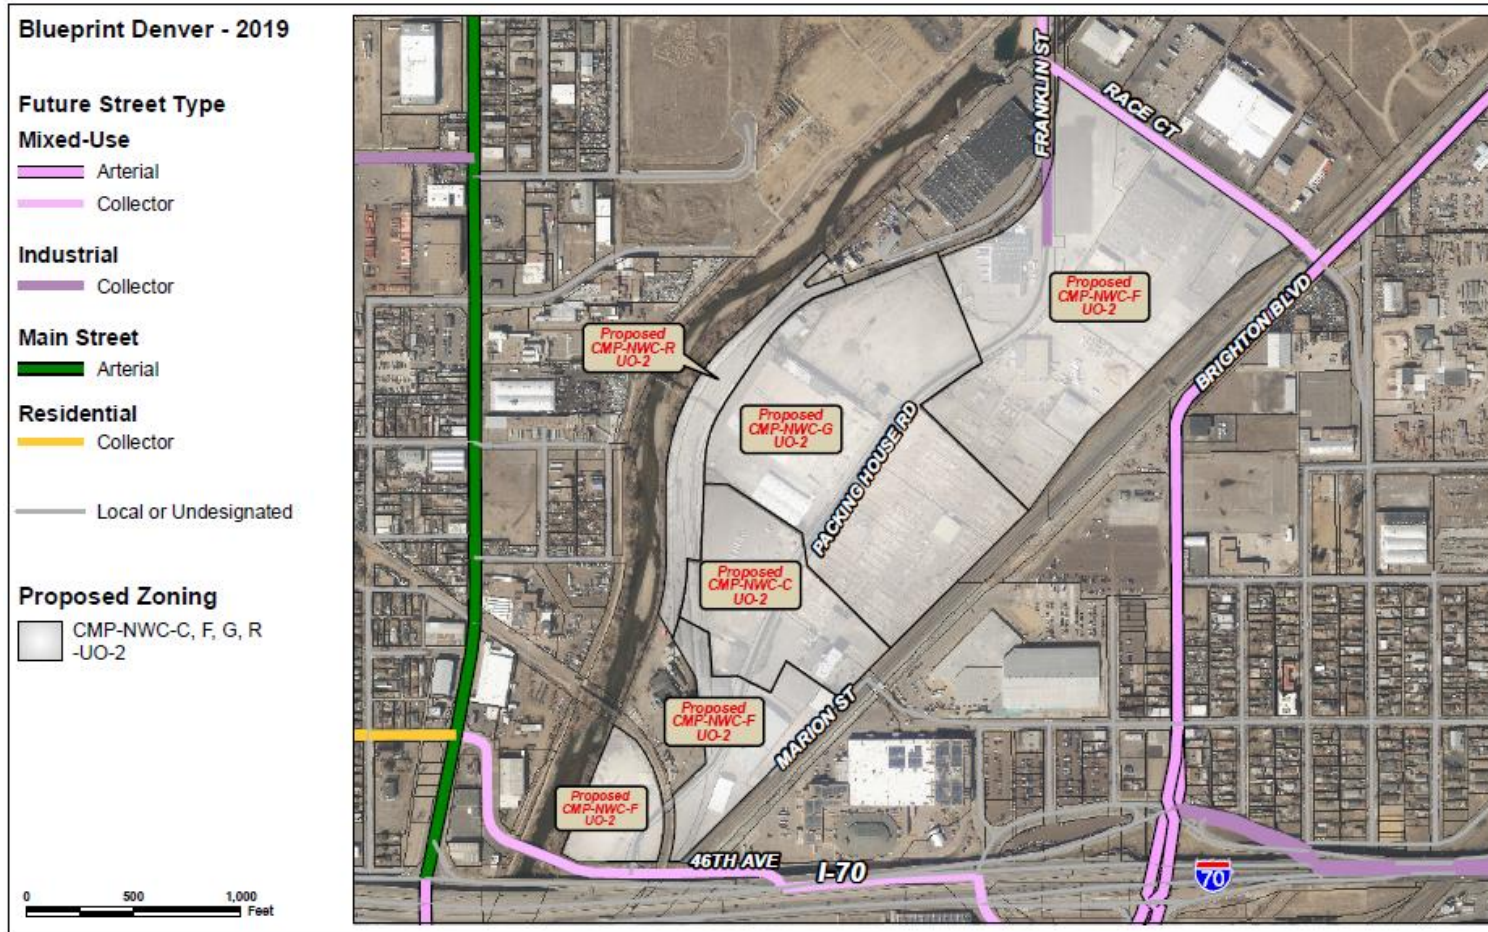 Blueprint Denver - 2019
Future Street Type
Mixed-Use
Arterial
Collector
Industrial
Collector
Main Street
Arterial
Residential
Collector
Local or Undesignated
Proposed Zoning
CMP-NWC-C, F, G, R
-UO-2
0 500 1,000
Feet
FRANKLIN ST
RACE CT
Proposed
CMP-NWC-F
UO-2
BRIGHTON BLVD
Proposed
CMP-NWC-R
UO-2
Proposed
CMP-NWC-G
UO-2
PACKING HOUSE RD
Proposed
CMP-NWC-C
UO-2
Proposed
CMP-NWC-F
UO-2
MARION ST
Proposed
CMP-NWC-F
UO-2
46TH AVE
I-70
70